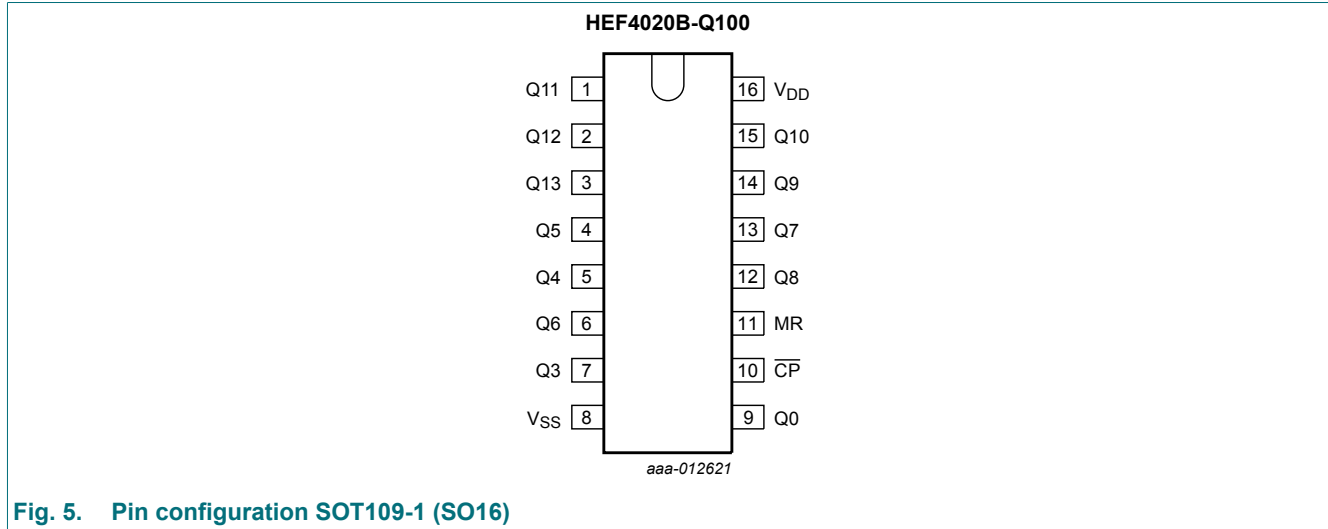 HEF4020B-Q100
Q11 1 16 VDD
Q12 2 15 Q10
Q13 3 14 Q9
Q5 4 13 Q7
Q4 5 12 Q8
Q6 6 11 MR
Q3 7 10 C̅P̅
VSS 8 9 Q0
aaa-012621
Fig. 5. Pin configuration SOT109-1 (SO16)